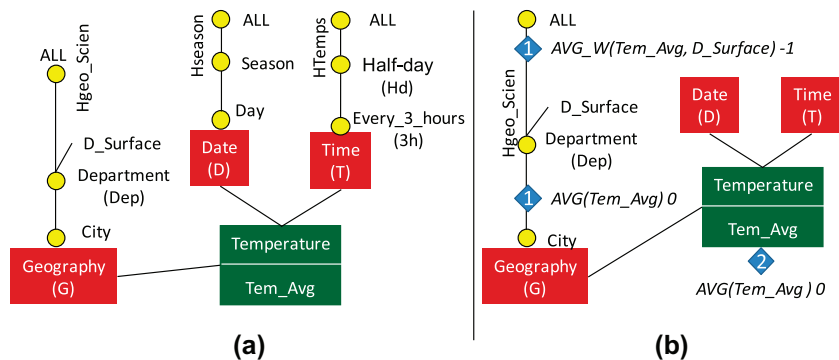 ALL
Hgeo_Scien
D_Surface
Department
(Dep)
City
Geography
(G)
ALL
Hseason
Season
Day
Date
(D)
ALL
HTemps
Half-day
(Hd)
Every_3_hours
(3h)
Time
(T)
Temperature
Tem_Avg
(a)
ALL
1
AVG_W(Tem_Avg, D_Surface) -1
Hgeo_Scien
D_Surface
Department
(Dep)
1
AVG(Tem_Avg) 0
City
Geography
(G)
Date
(D)
Time
(T)
Temperature
Tem_Avg
2
AVG(Tem_Avg ) 0
(b)